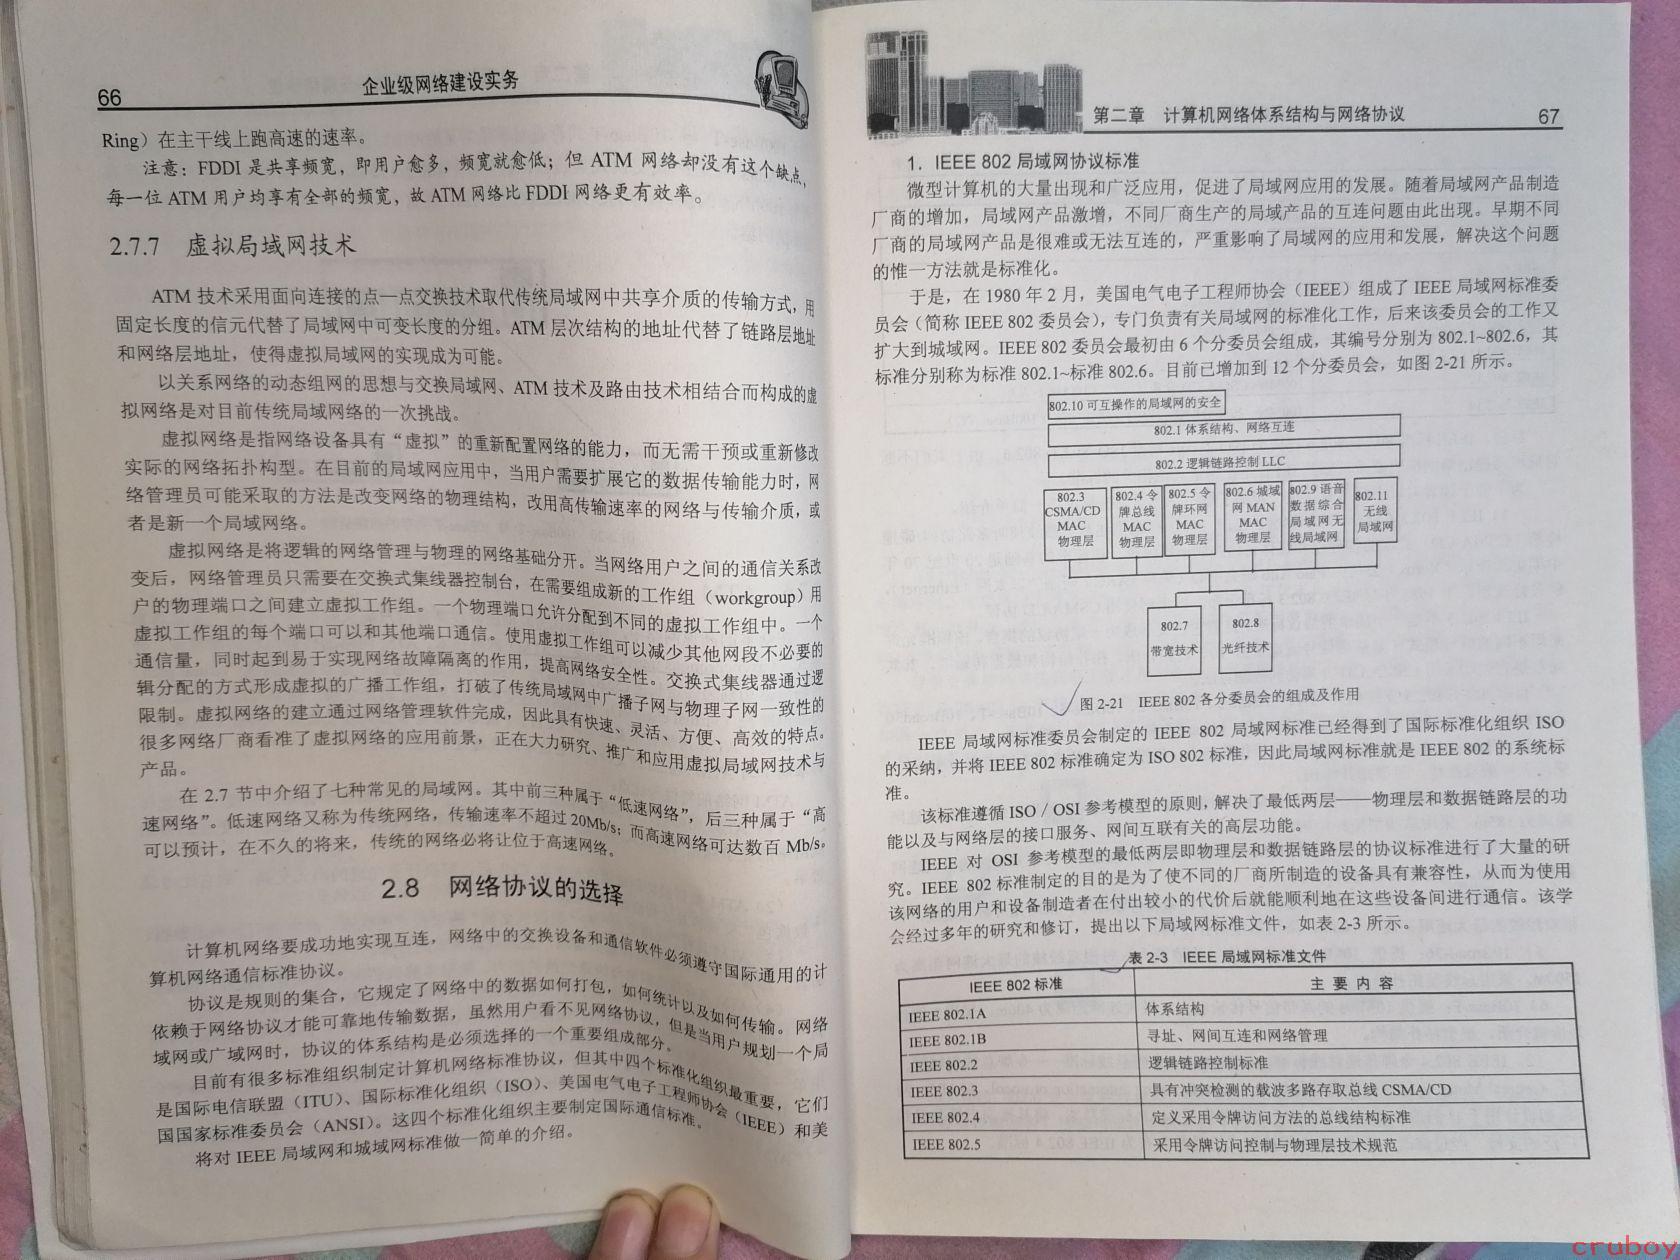 66
企业级网络建设实务
Ring）在主干线上跑高速的速率。
注意：FDDI 是共享频宽，即用户愈多，频宽就愈低；但 ATM 网络却没有这个缺点，
每一位 ATM 用户均享有全部的频宽，故 ATM 网络比 FDDI 网络更有效率。
2.7.7 虚拟局域网技术
ATM 技术采用面向连接的点—点交换技术取代传统局域网中共享介质的传输方式，用
固定长度的信元代替了局域网中可变长度的分组。ATM 层次结构的地址代替了链路层地址
和网络层地址，使得虚拟局域网的实现成为可能。
以关系网络的动态组网的思想与交换局域网、ATM 技术及路由技术相结合而构成的虚
拟网络是对目前传统局域网络的一次挑战。
虚拟网络是指网络设备具有“虚拟”的重新配置网络的能力，而无需干预或重新修改
实际的网络拓扑构型。在目前的局域网应用中，当用户需要扩展它的数据传输能力时，网
络管理员可能采取的方法是改变网络的物理结构，改用高传输速率的网络与传输介质，或
者是新一个局域网络。
虚拟网络是将逻辑的网络管理与物理的网络基础分开。当网络用户之间的通信关系改
变后，网络管理员只需要在交换式集线器控制台，在需要组成新的工作组（workgroup）用
户的物理端口之间建立虚拟工作组。一个物理端口允许分配到不同的虚拟工作组中。一个
虚拟工作组的每个端口可以和其他端口通信。使用虚拟工作组可以减少其他网段不必要的
通信量，同时起到易于实现网络故障隔离的作用，提高网络安全性。交换式集线器通过逻
辑分配的方式形成虚拟的广播工作组，打破了传统局域网中广播子网与物理子网一致性的
限制。虚拟网络的建立通过网络管理软件完成，因此具有快速、灵活、方便、高效的特点。
很多网络厂商看准了虚拟网络的应用前景，正在大力研究、推广和应用虚拟局域网技术与
产品。
在 2.7 节中介绍了七种常见的局域网。其中前三种属于“低速网络”，后三种属于“高
速网络”。低速网络又称为传统网络，传输速率不超过 20Mb/s；而高速网络可达数百 Mb/s。
可以预计，在不久的将来，传统的网络必将让位于高速网络。
2.8 网络协议的选择
计算机网络要成功地实现互连，网络中的交换设备和通信软件必须遵守国际通用的计
算机网络通信标准协议。
协议是规则的集合，它规定了网络中的数据如何打包，如何统计以及如何传输。网络
依赖于网络协议才能可靠地传输数据，虽然用户看不见网络协议，但是当用户规划一个局
域网或广域网时，协议的体系结构是必须选择的一个重要组成部分。
目前有很多标准组织制定计算机网络标准协议，但其中四个标准化组织最重要，它们
是国际电信联盟（ITU）、国际标准化组织（ISO）、美国电气电子工程师协会（IEEE）和美
国国家标准委员会（ANSI）。这四个标准化组织主要制定国际通信标准。
将对 IEEE 局域网和城域网标准做一简单的介绍。
第二章 计算机网络体系结构与网络协议
67
1．IEEE 802 局域网协议标准
微型计算机的大量出现和广泛应用，促进了局域网应用的发展。随着局域网产品制造
厂商的增加，局域网产品激增，不同厂商生产的局域产品的互连问题由此出现。早期不同
厂商的局域网产品是很难或无法互连的，严重影响了局域网的应用和发展，解决这个问题
的惟一方法就是标准化。
于是，在 1980 年 2 月，美国电气电子工程师协会（IEEE）组成了 IEEE 局域网标准委
员会（简称 IEEE 802 委员会），专门负责有关局域网的标准化工作，后来该委员会的工作又
扩大到城域网。IEEE 802 委员会最初由 6 个分委员会组成，其编号分别为 802.1~802.6，其
标准分别称为标准 802.1~标准 802.6。目前已增加到 12 个分委员会，如图 2-21 所示。
802.10 可互操作的局域网的安全
802.1 体系结构、网络互连
802.2 逻辑链路控制 LLC
802.3
CSMA/CD
MAC
物理层
802.4 令
牌总线
MAC
物理层
802.5 令
牌环网
MAC
物理层
802.6 城域
网 MAN
MAC
物理层
802.9 语音
数据综合
局域网无
线局域网
802.11
无线
局域网
802.7
带宽技术
802.8
光纤技术
图 2-21 IEEE 802 各分委员会的组成及作用
IEEE 局域网标准委员会制定的 IEEE 802 局域网标准已经得到了国际标准化组织 ISO
的采纳，并将 IEEE 802 标准确定为 ISO 802 标准，因此局域网标准就是 IEEE 802 的系统标
准。
该标准遵循 ISO / OSI 参考模型的原则，解决了最低两层——物理层和数据链路层的功
能以及与网络层的接口服务、网间互联有关的高层功能。
IEEE 对 OSI 参考模型的最低两层即物理层和数据链路层的协议标准进行了大量的研
究。IEEE 802 标准制定的目的是为了使不同的厂商所制造的设备具有兼容性，从而为使用
该网络的用户和设备制造者在付出较小的代价后就能顺利地在这些设备间进行通信。该学
会经过多年的研究和修订，提出以下局域网标准文件，如表 2-3 所示。
表 2-3 IEEE 局域网标准文件
IEEE 802 标准 主 要 内 容
IEEE 802.1A 体系结构
IEEE 802.1B 寻址、网间互连和网络管理
IEEE 802.2 逻辑链路控制标准
IEEE 802.3 具有冲突检测的载波多路存取总线 CSMA/CD
IEEE 802.4 定义采用令牌访问方法的总线结构标准
IEEE 802.5 采用令牌访问控制与物理层技术规范
cruboy